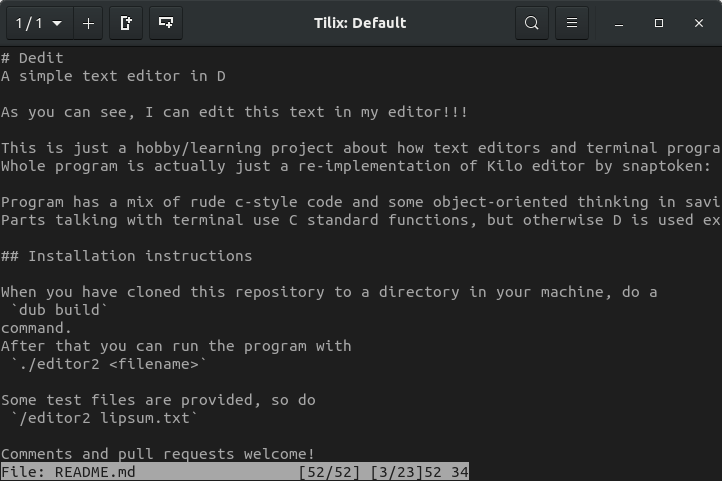 1 / 1
Tilix: Default
# Dedit
A simple text editor in D
As you can see, I can edit this text in my editor!!!
This is just a hobby/learning project about how text editors and terminal progra
Whole program is actually just a re-implementation of Kilo editor by snaptoken:
Program has a mix of rude c-style code and some object-oriented thinking in savi
Parts talking with terminal use C standard functions, but otherwise D is used ex
## Installation instructions
When you have cloned this repository to a directory in your machine, do a
`dub build`
command.
After that you can run the program with
`./editor2 <filename>`
Some test files are provided, so do
`/editor2 lipsum.txt`
Comments and pull requests welcome!
File: README.md [52/52] [3/23]52 34